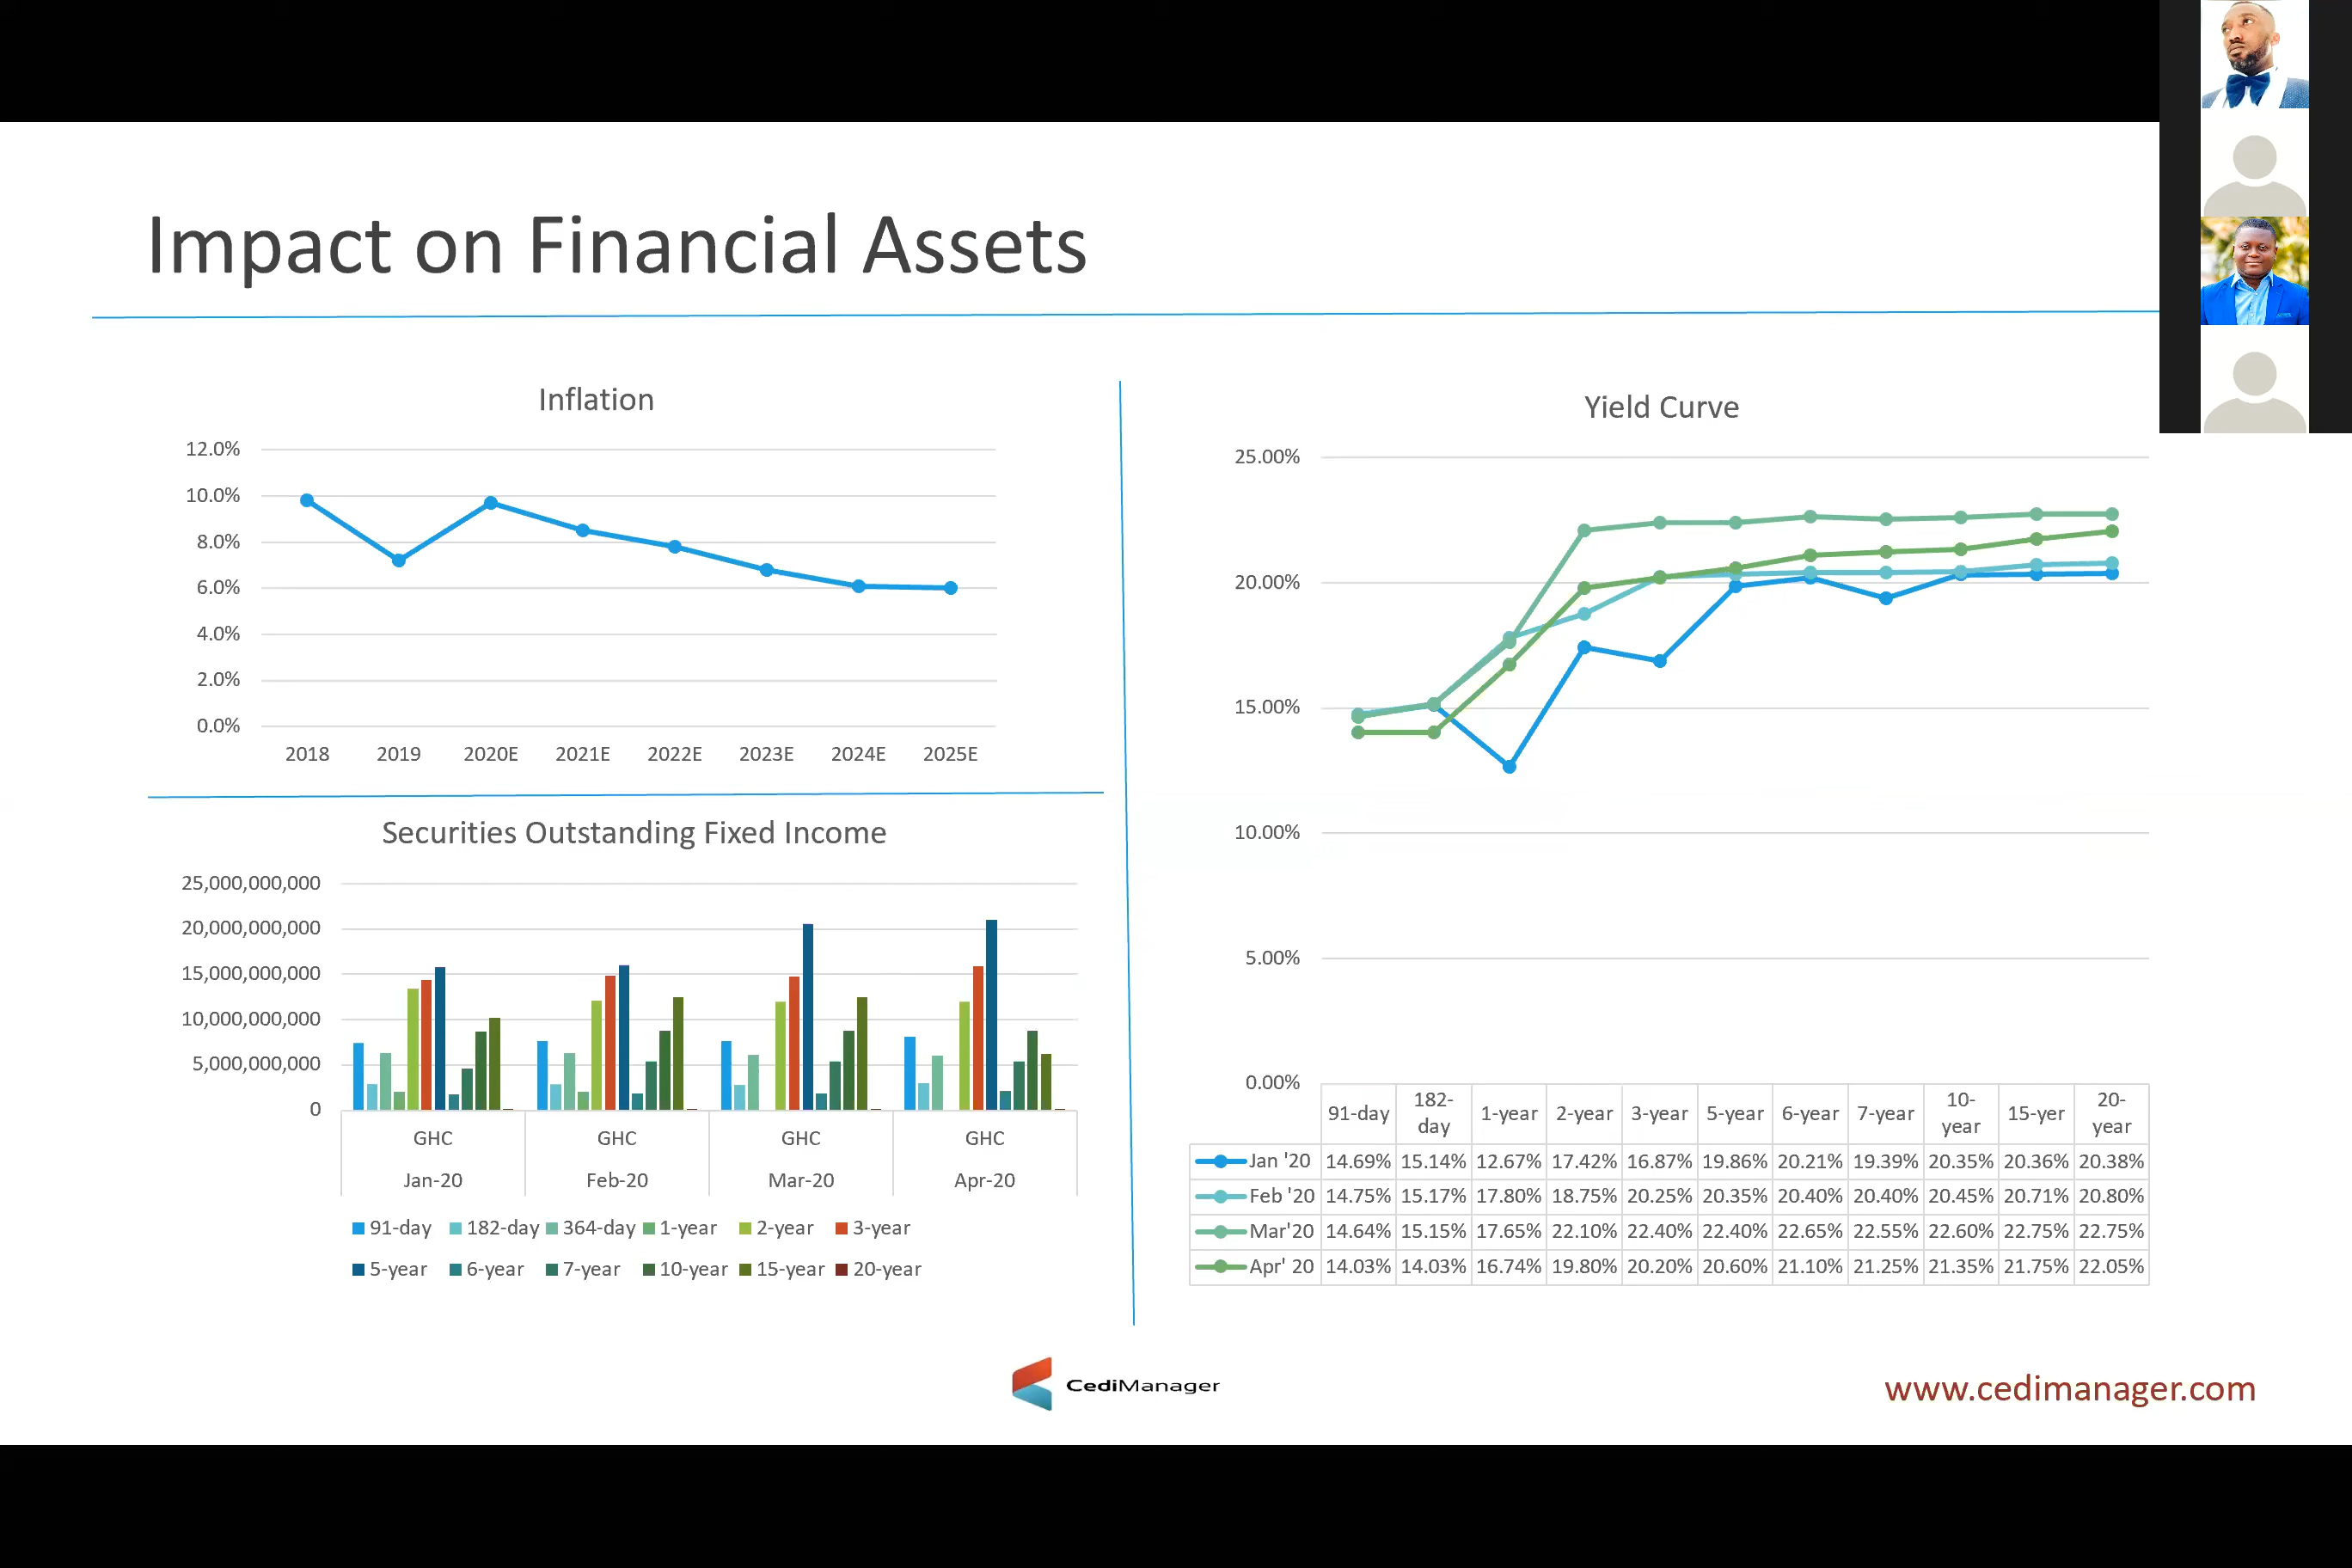 Impact on Financial Assets
Inflation
12.0%
10.0%
8.0%
6.0%
4.0%
2.0%
0.0%
2018 2019 2020E 2021E 2022E 2023E 2024E 2025E
Securities Outstanding Fixed Income
25,000,000,000
20,000,000,000
15,000,000,000
10,000,000,000
5,000,000,000
0
GHC GHC GHC GHC
Jan-20 Feb-20 Mar-20 Apr-20
91-day 182-day 364-day 1-year 2-year 3-year
5-year 6-year 7-year 10-year 15-year 20-year
Yield Curve
25.00%
20.00%
15.00%
10.00%
5.00%
0.00%
91-day 182-day 1-year 2-year 3-year 5-year 6-year 7-year 10-year 15-yer 20-year
Jan '20 14.69% 15.14% 12.67% 17.42% 16.87% 19.86% 20.21% 19.39% 20.35% 20.36% 20.38%
Feb '20 14.75% 15.17% 17.80% 18.75% 20.25% 20.35% 20.40% 20.40% 20.45% 20.71% 20.80%
Mar'20 14.64% 15.15% 17.65% 22.10% 22.40% 22.40% 22.65% 22.55% 22.60% 22.75% 22.75%
Apr' 20 14.03% 14.03% 16.74% 19.80% 20.20% 20.60% 21.10% 21.25% 21.35% 21.75% 22.05%
CediManager
www.cedimanager.com